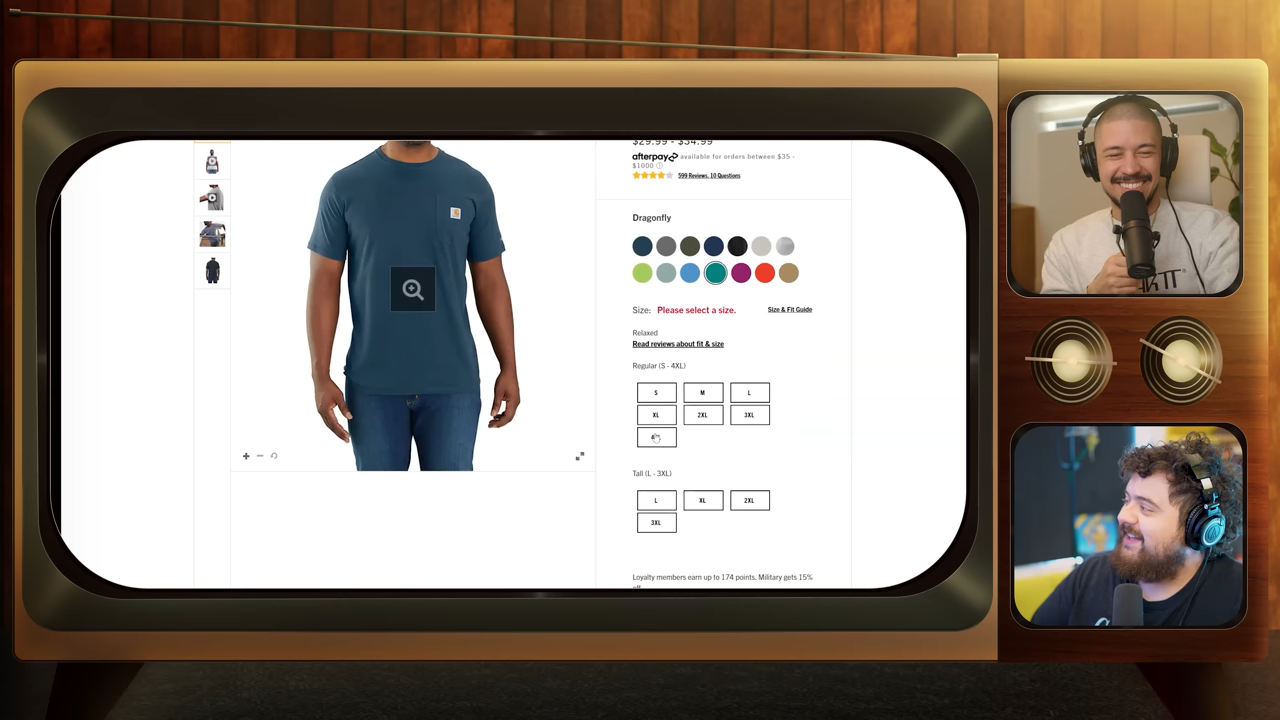 $29.99 - $34.99
afterpay available for orders between $35 -
$1000
599 Reviews, 10 Questions
Dragonfly
Size: Please select a size. Size & Fit Guide
Relaxed
Read reviews about fit & size
Regular (S - 4XL)
S M L
XL 2XL 3XL
Tall (L - 3XL)
L XL 2XL
3XL
Loyalty members earn up to 174 points. Military gets 15%